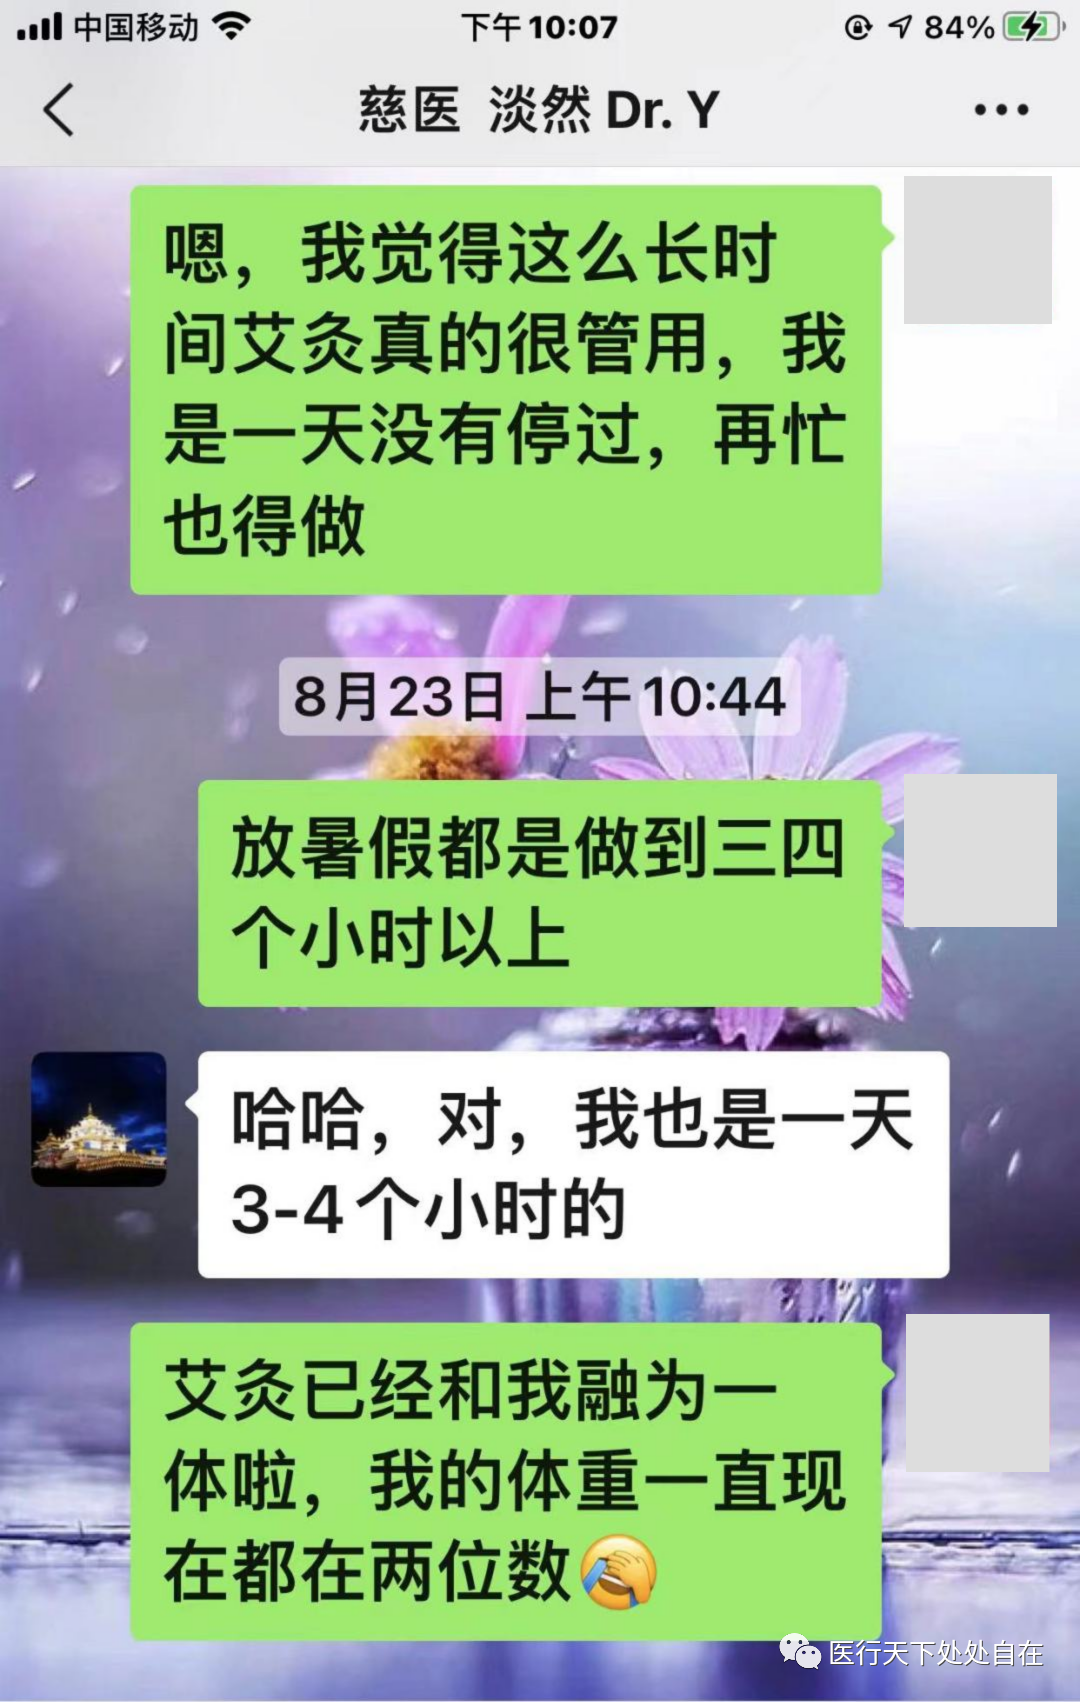 中国移动 下午10:07 84%
慈医 淡然 Dr. Y
嗯，我觉得这么长时
间艾灸真的很管用，我
是一天没有停过，再忙
也得做
8月23日 上午10:44
放暑假都是做到三四
个小时以上
哈哈，对，我也是一天
3-4个小时的
艾灸已经和我融为一
体啦，我的体重一直现
在都在两位数🤦
医行天下处处自在